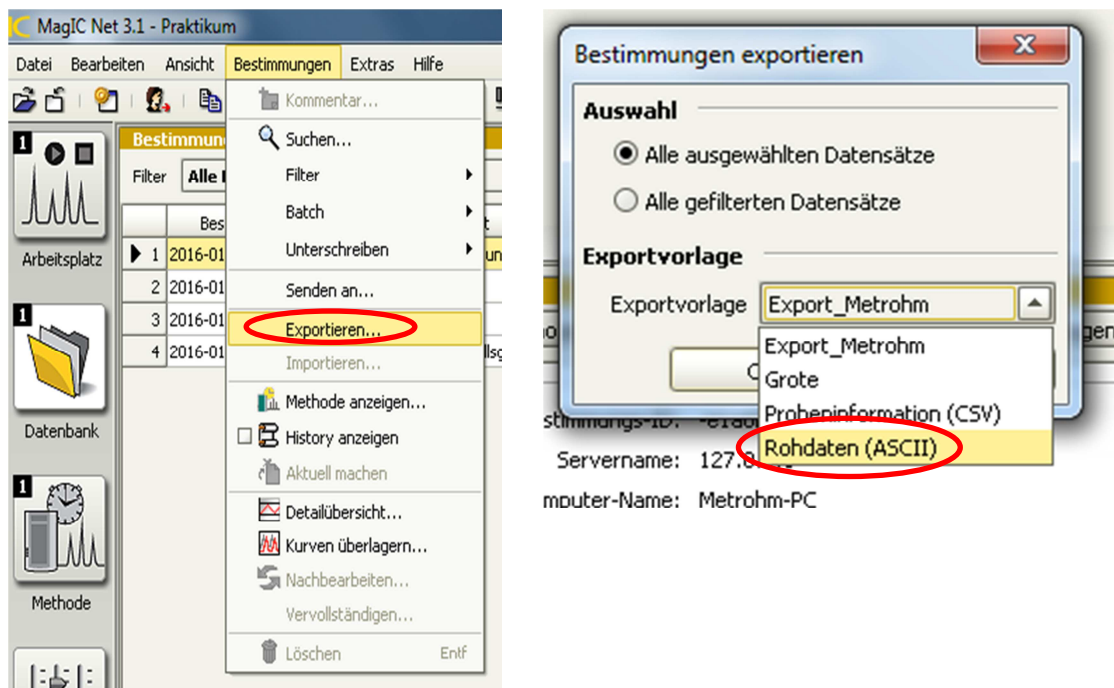 MagIC Net 3.1 - Praktikum
Datei Bearbeiten Ansicht Bestimmungen Extras Hilfe
Kommentar...
Suchen...
Filter
Batch
Unterschreiben
Senden an...
Exportieren...
Importieren...
Methode anzeigen...
History anzeigen
Aktuell machen
Detailübersicht...
Kurven überlagern...
Nachbearbeiten...
Vervollständigen...
Löschen Entf
1
Arbeitsplatz
1
Datenbank
1
Methode
Filter
1 2016-01
2 2016-01
3 2016-01
4 2016-01
Bestimmungen exportieren
Auswahl
Alle ausgewählten Datensätze
Alle gefilterten Datensätze
Exportvorlage
Exportvorlage Export_Metrohm
Export_Metrohm
Grote
Probeninformation (CSV)
Rohdaten (ASCII)
Servername: 127.0
mputer-Name: Metrohm-PC